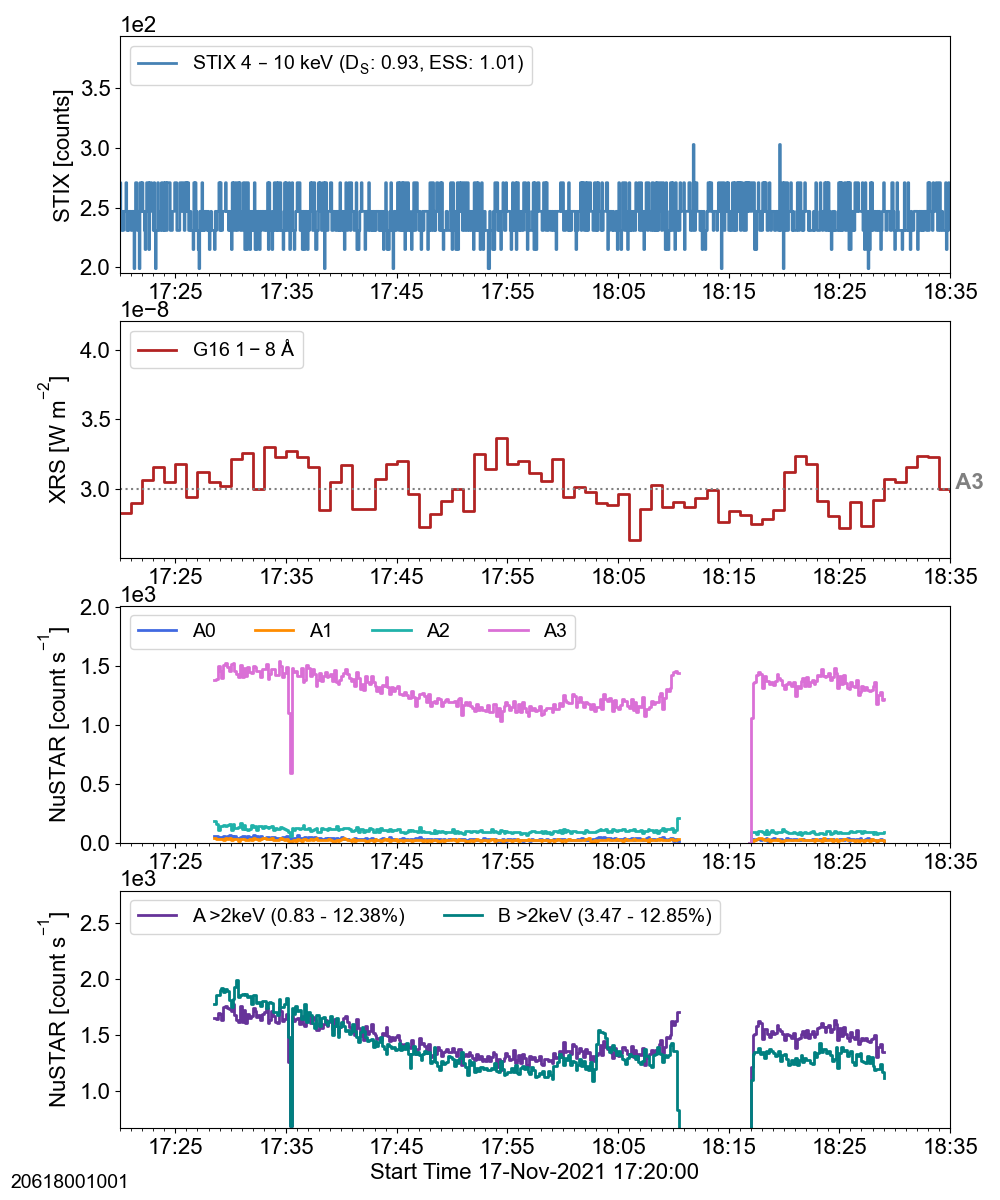 1e2
STIX 4 – 10 keV (DS: 0.93, ESS: 1.01)
STIX [counts]
3.5
3.0
2.5
2.0
17:25 17:35 17:45 17:55 18:05 18:15 18:25 18:35
1e−8
G16 1 − 8 Å
XRS [W m−2]
4.0
3.5
3.0
A3
17:25 17:35 17:45 17:55 18:05 18:15 18:25 18:35
1e3
A0 A1 A2 A3
NuSTAR [count s−1]
2.0
1.5
1.0
0.5
0.0
17:25 17:35 17:45 17:55 18:05 18:15 18:25 18:35
1e3
A >2keV (0.83 - 12.38%) B >2keV (3.47 - 12.85%)
NuSTAR [count s−1]
2.5
2.0
1.5
1.0
17:25 17:35 17:45 17:55 18:05 18:15 18:25 18:35
Start Time 17-Nov-2021 17:20:00
20618001001